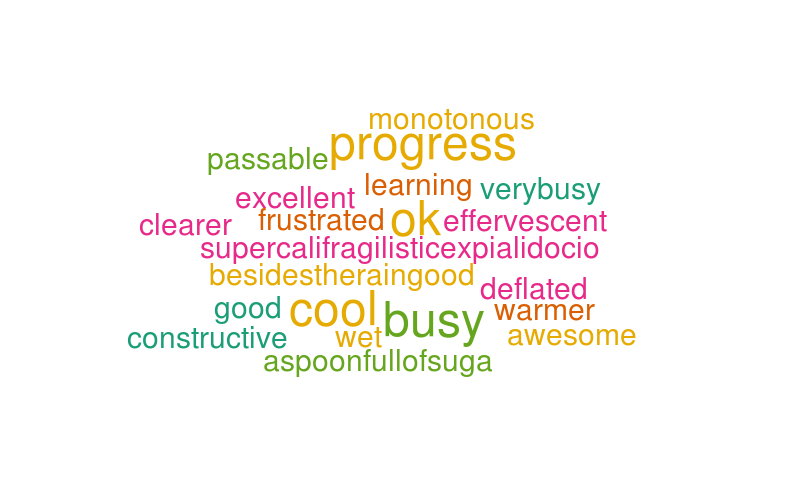 monotonous
progress
passable
learning
verybusy
excellent
ok
clearer
frustrated
effervescent
supercalifragilisticexpialidocio
besidestheraingood
deflated
good
cool
busy
warmer
constructive
wet
awesome
aspoonfullofsuga